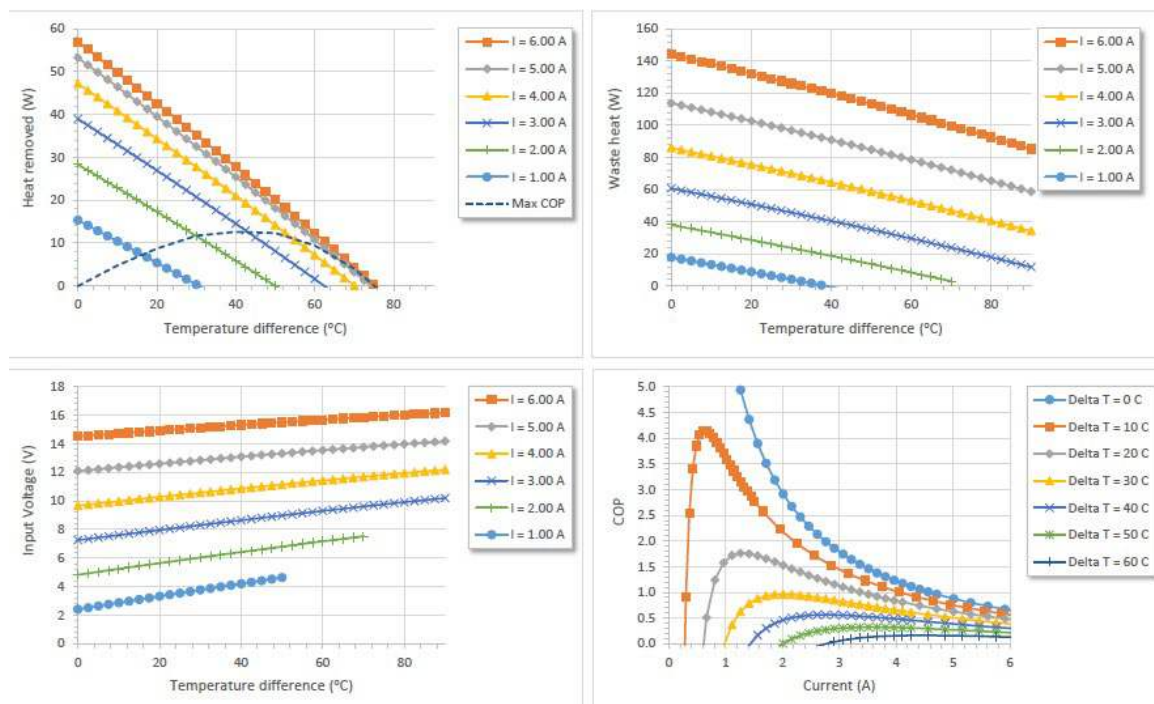 Heat removed (W)
60
50
40
30
20
10
0
0 20 40 60 80
Temperature difference (°C)
I = 6.00 A
I = 5.00 A
I = 4.00 A
I = 3.00 A
I = 2.00 A
I = 1.00 A
Max COP
Waste heat (W)
160
140
120
100
80
60
40
20
0
0 20 40 60 80
Temperature difference (°C)
I = 6.00 A
I = 5.00 A
I = 4.00 A
I = 3.00 A
I = 2.00 A
I = 1.00 A
Input Voltage (V)
18
16
14
12
10
8
6
4
2
0
0 20 40 60 80
Temperature difference (°C)
I = 6.00 A
I = 5.00 A
I = 4.00 A
I = 3.00 A
I = 2.00 A
I = 1.00 A
COP
5.0
4.5
4.0
3.5
3.0
2.5
2.0
1.5
1.0
0.5
0.0
0 1 2 3 4 5 6
Current (A)
Delta T = 0 C
Delta T = 10 C
Delta T = 20 C
Delta T = 30 C
Delta T = 40 C
Delta T = 50 C
Delta T = 60 C